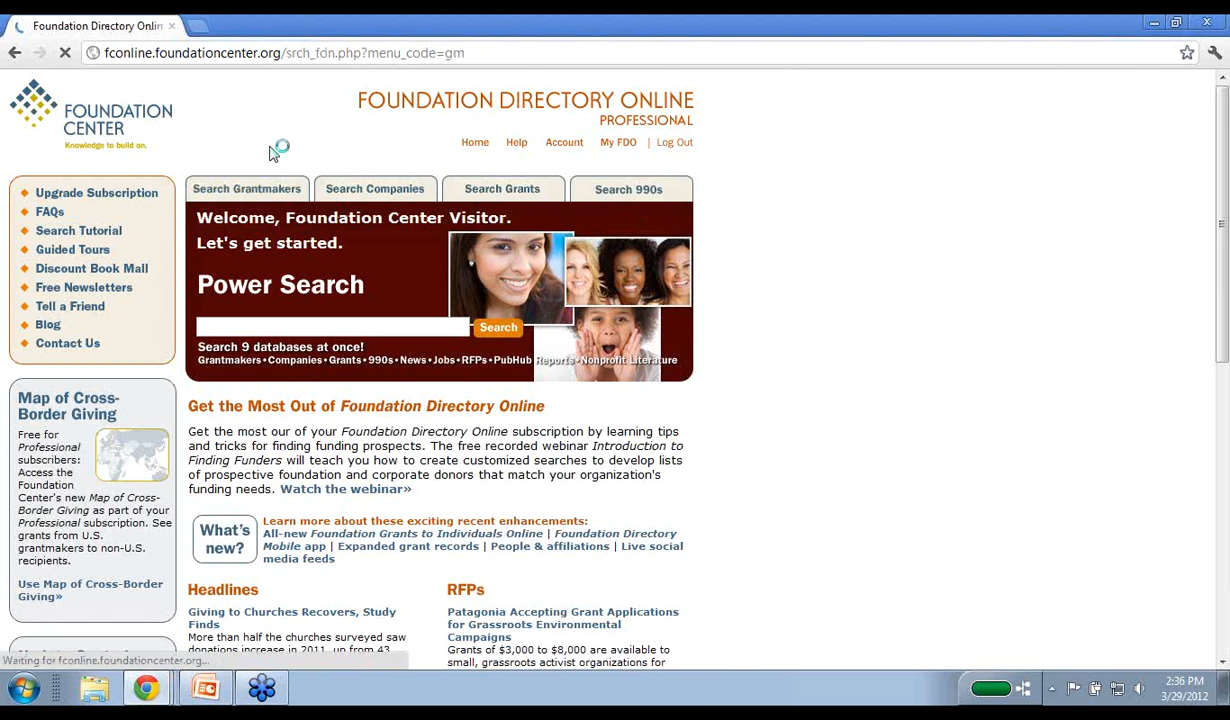 Foundation Directory Onlin
fconline.foundationcenter.org/srch_fdn.php?menu_code=gm
FOUNDATION
CENTER
Knowledge to build on.
FOUNDATION DIRECTORY ONLINE
PROFESSIONAL
Home Help Account My FDO | Log Out
Upgrade Subscription
FAQs
Search Tutorial
Guided Tours
Discount Book Mall
Free Newsletters
Tell a Friend
Blog
Contact Us
Search Grantmakers Search Companies Search Grants Search 990s
Welcome, Foundation Center Visitor.
Let's get started.
Power Search
Search
Search 9 databases at once!
Grantmakers•Companies•Grants•990s•News•Jobs•RFPs•PubHub Reports•Nonprofit Literature
Map of Cross-
Border Giving
Free for
Professional
subscribers:
Access the
Foundation
Center's new Map of Cross-
Border Giving as part of your
Professional subscription. See
grants from U.S.
grantmakers to non-U.S.
recipients.
Use Map of Cross-Border
Giving»
Get the Most Out of Foundation Directory Online
Get the most our of your Foundation Directory Online subscription by learning tips
and tricks for finding funding prospects. The free recorded webinar Introduction to
Finding Funders will teach you how to create customized searches to develop lists
of prospective foundation and corporate donors that match your organization's
funding needs. Watch the webinar»
What's
new?
Learn more about these exciting recent enhancements:
All-new Foundation Grants to Individuals Online | Foundation Directory
Mobile app | Expanded grant records | People & affiliations | Live social
media feeds
Headlines
Giving to Churches Recovers, Study
Finds
More than half the churches surveyed saw
donations increase in 2011, up from 43
RFPs
Patagonia Accepting Grant Applications
for Grassroots Environmental
Campaigns
Grants of $3,000 to $8,000 are available to
small, grassroots activist organizations for
Waiting for fconline.foundationcenter.org...
2:36 PM
3/29/2012